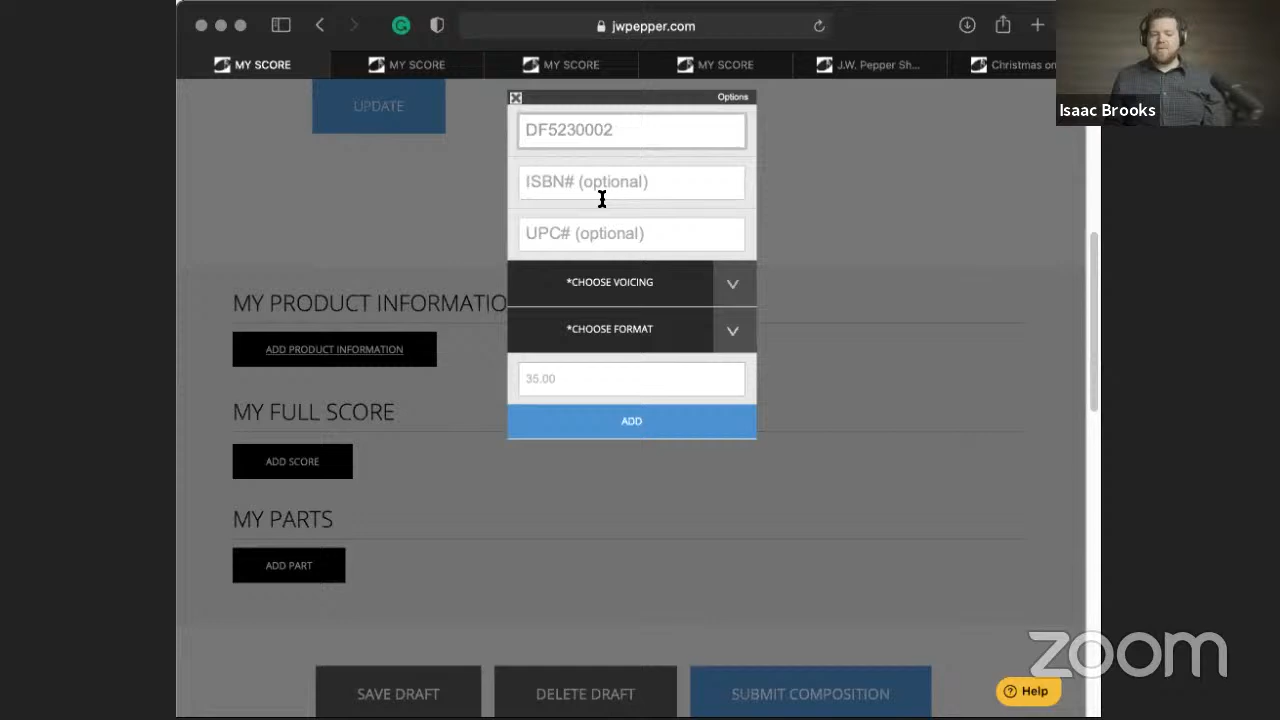 jwpepper.com
MY SCORE
MY SCORE
MY SCORE
MY SCORE
J.W. Pepper Sh...
Christmas on
Isaac Brooks
UPDATE
Options
DF5230002
ISBN# (optional)
UPC# (optional)
*CHOOSE VOICING
*CHOOSE FORMAT
35.00
ADD
MY PRODUCT INFORMATIO
ADD PRODUCT INFORMATION
MY FULL SCORE
ADD SCORE
MY PARTS
ADD PART
SAVE DRAFT
DELETE DRAFT
SUBMIT COMPOSITION
zoom
Help